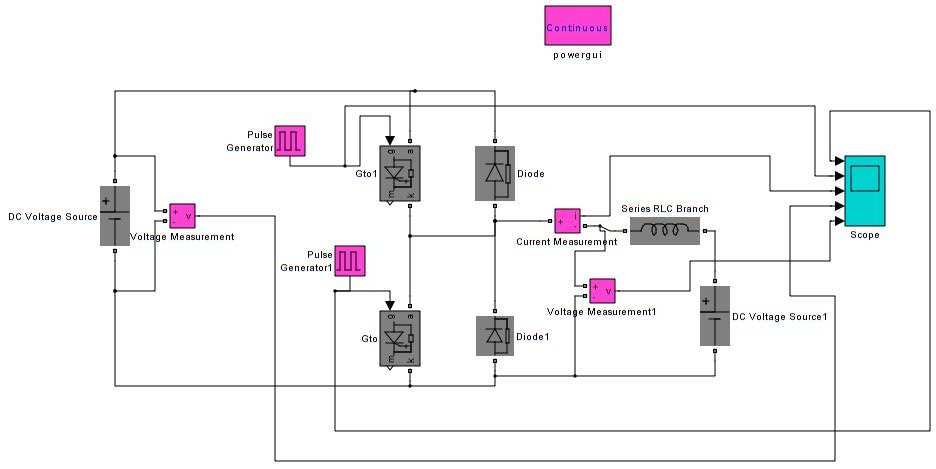 Continuous
powergui
Pulse
Generator
g
a
Gto1
m
k
Diode
DC Voltage Source
+
+
-
v
Voltage Measurement
Pulse
Generator1
+
i
-
Current Measurement
Series RLC Branch
Scope
+
-
v
Voltage Measurement1
+
DC Voltage Source1
g
a
Gto
m
k
Diode1